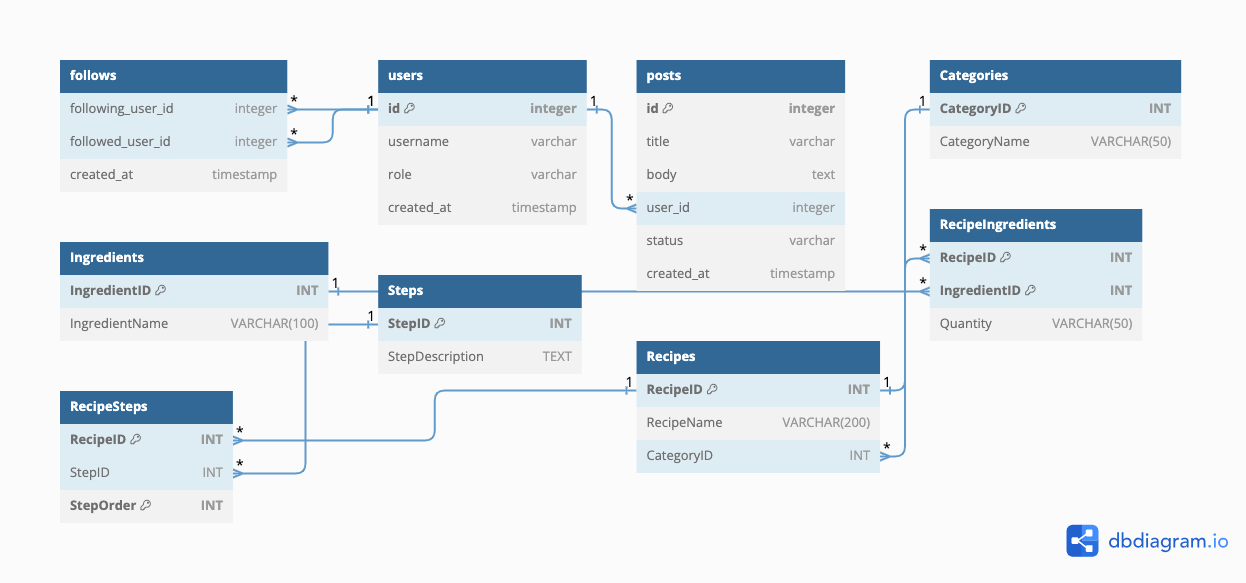 follows
following_user_id integer
followed_user_id integer
created_at timestamp
* 1
*
users
id integer
username varchar
role varchar
created_at timestamp
1
*
posts
id integer
title varchar
body text
user_id integer
status varchar
created_at timestamp
Categories
CategoryID INT
CategoryName VARCHAR(50)
1
RecipeIngredients
RecipeID INT
IngredientID INT
Quantity VARCHAR(50)
*
*
Ingredients
IngredientID INT
IngredientName VARCHAR(100)
1
1
Steps
StepID INT
StepDescription TEXT
Recipes
RecipeID INT
RecipeName VARCHAR(200)
CategoryID INT
1 1
*
RecipeSteps
RecipeID INT
StepID INT
StepOrder INT
*
*
dbdiagram.io